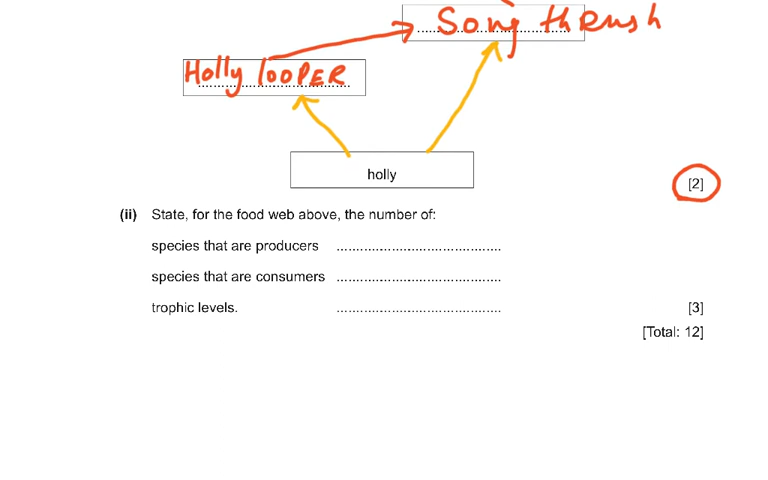 Song thrush
Holly looper
holly
[2]
(ii) State, for the food web above, the number of:
species that are producers ..........................................
species that are consumers ..........................................
trophic levels. .......................................... [3]
[Total: 12]